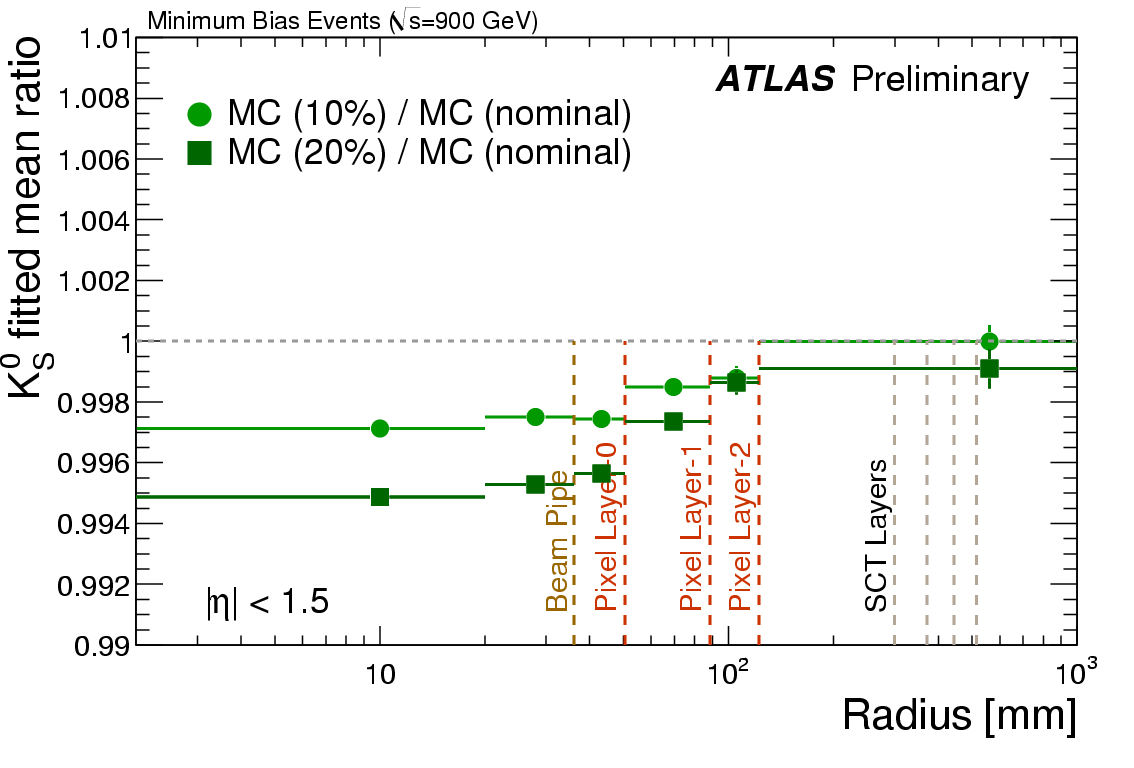 Minimum Bias Events (√s=900 GeV)
ATLAS Preliminary
MC (10%) / MC (nominal)
MC (20%) / MC (nominal)
K⁰S fitted mean ratio
1.01
1.008
1.006
1.004
1.002
1
0.998
0.996
0.994
0.992
0.99
Beam Pipe
Pixel Layer-0
Pixel Layer-1
Pixel Layer-2
SCT Layers
|η| < 1.5
10
10²
10³
Radius [mm]